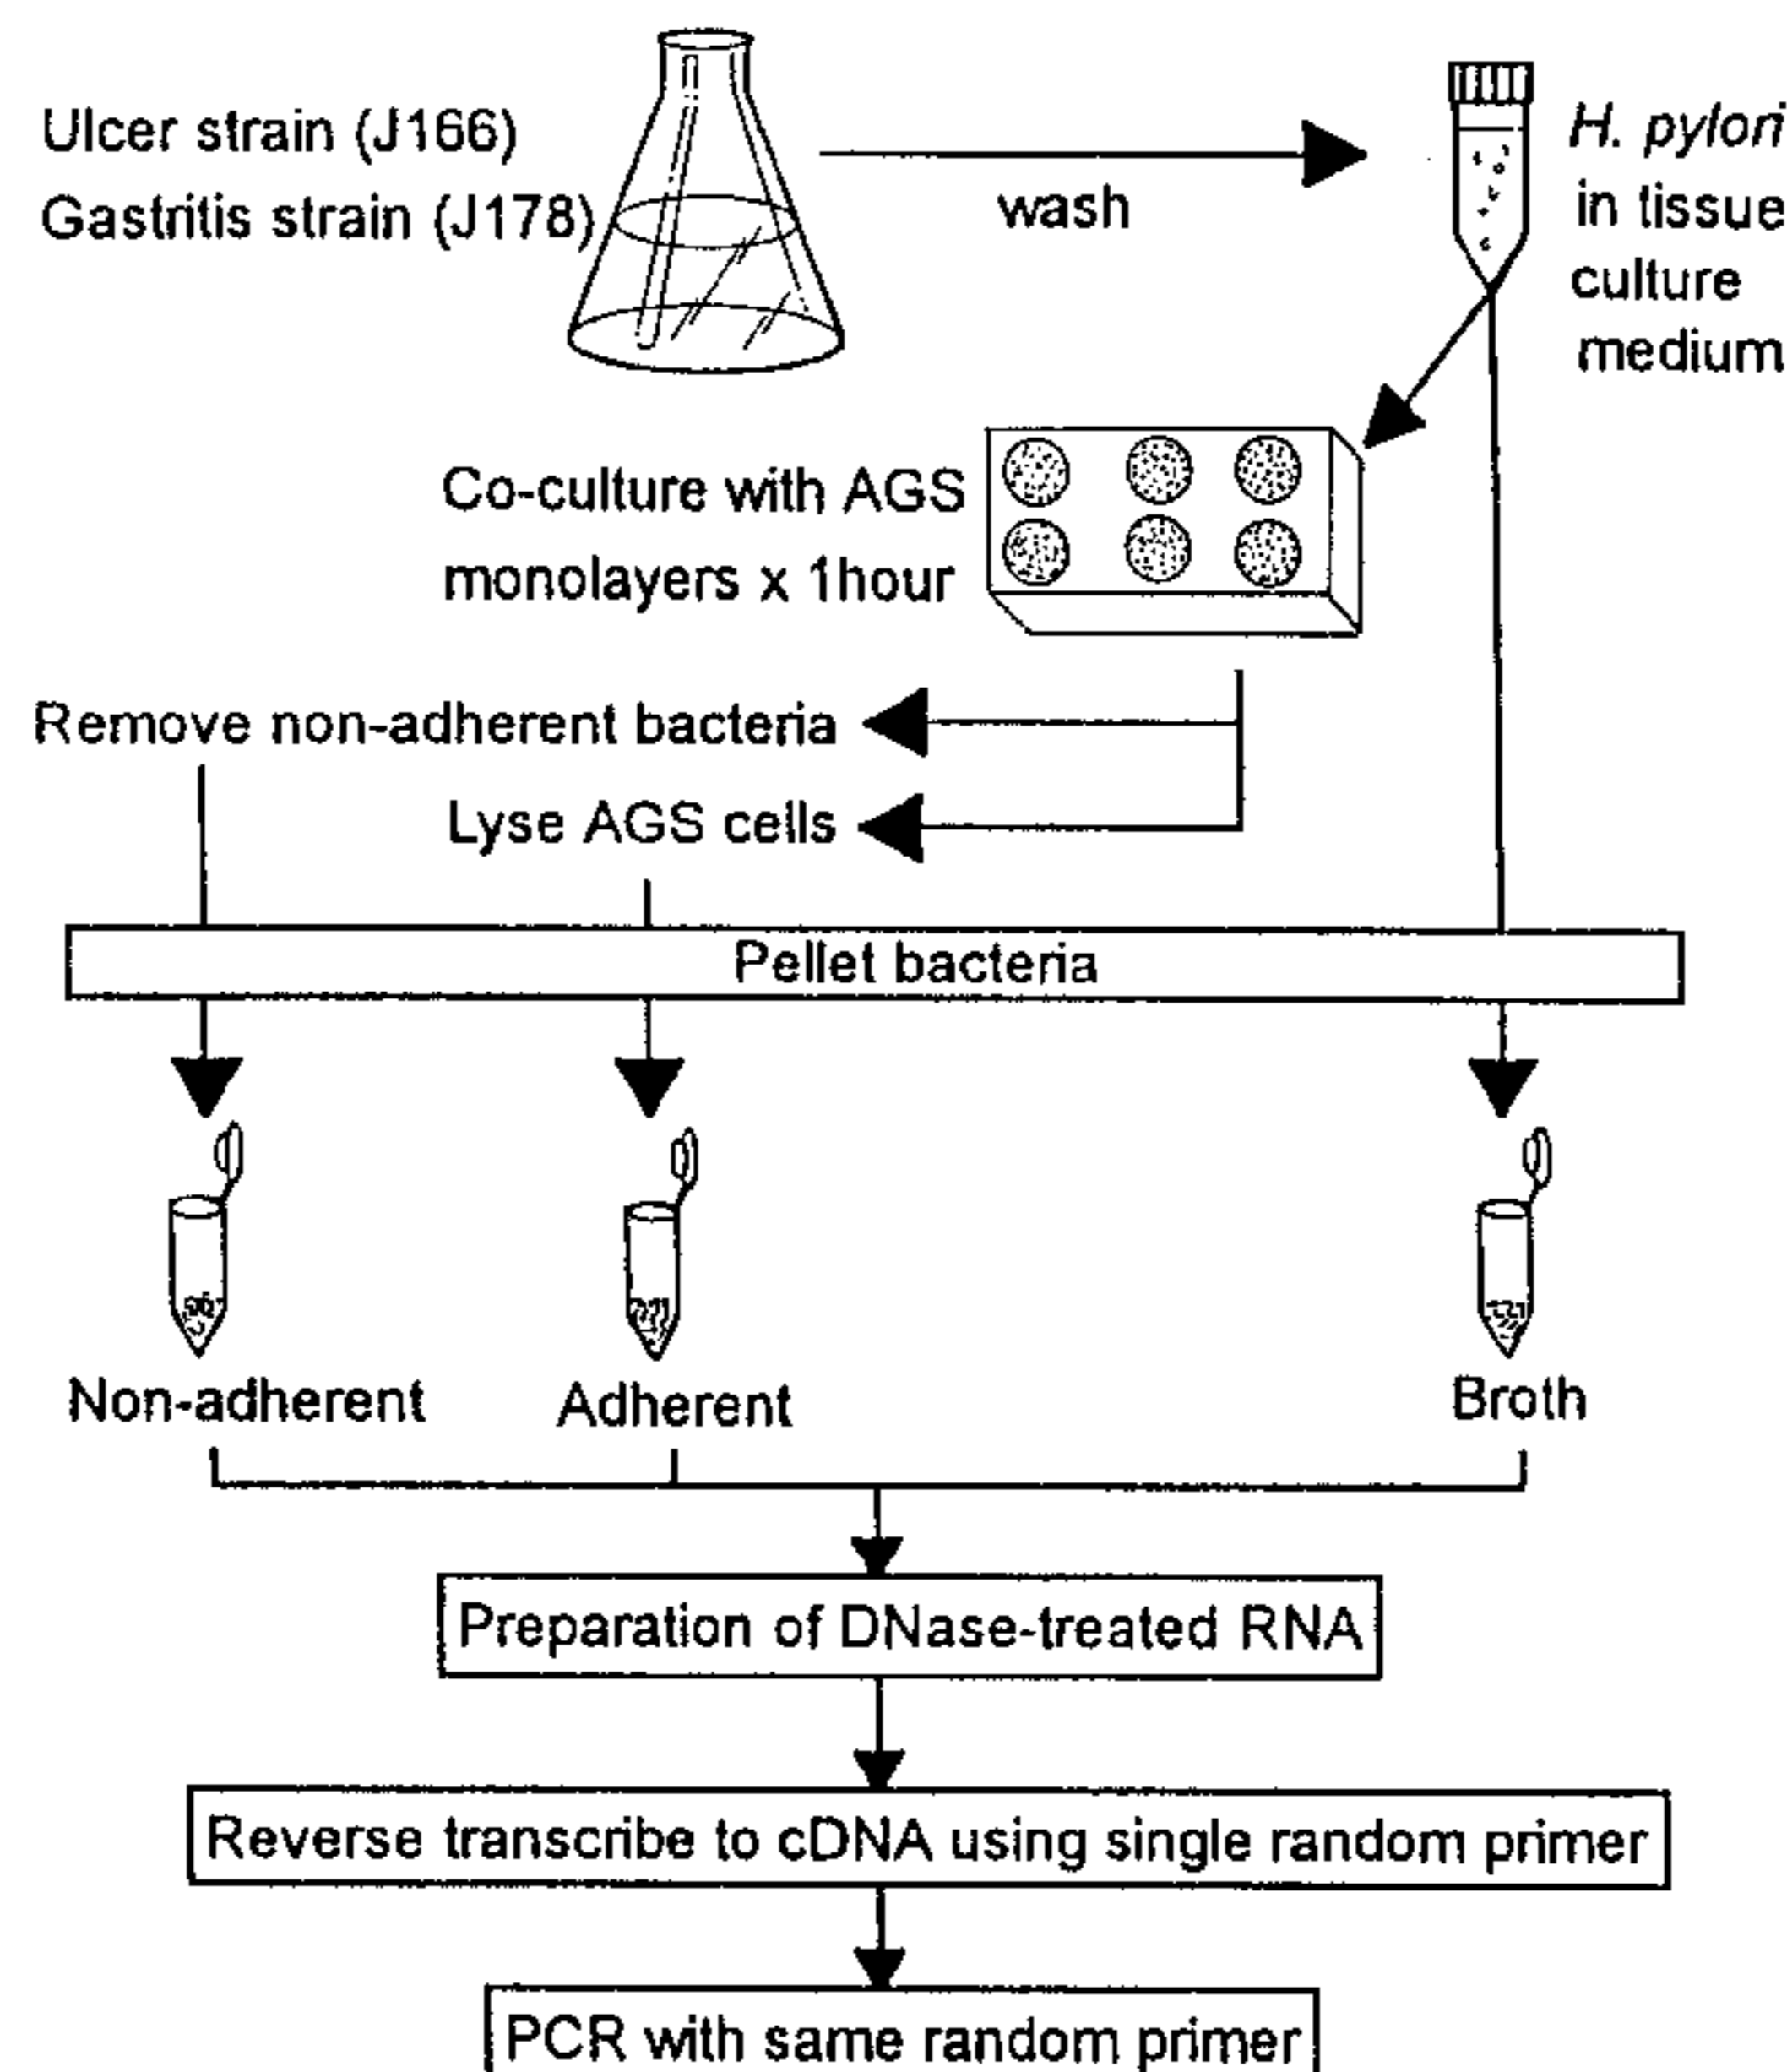 Ulcer strain (J166)
Gastritis strain (J178)
wash
H. pylori
in tissue
culture
medium
Co-culture with AGS
monolayers x 1hour
Remove non-adherent bacteria
Lyse AGS cells
Pellet bacteria
Non-adherent
Adherent
Broth
Preparation of DNase-treated RNA
Reverse transcribe to cDNA using single random primer
PCR with same random primer